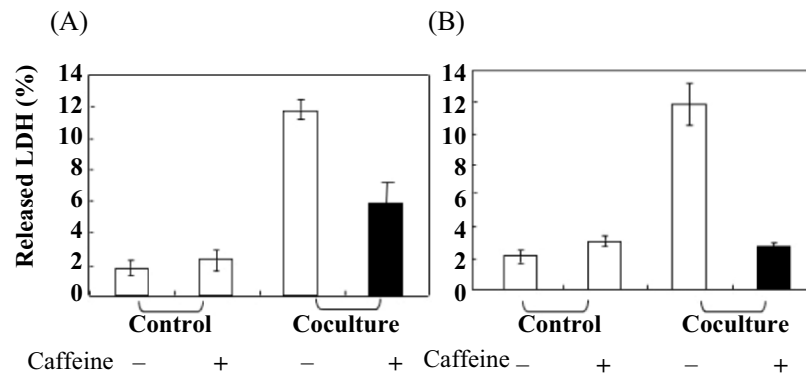 (A)
(B)
Released LDH (%)
14
12
10
8
6
4
2
0
14
12
10
8
6
4
2
0
Control
Coculture
Control
Coculture
Caffeine – + – +
Caffeine – + – +